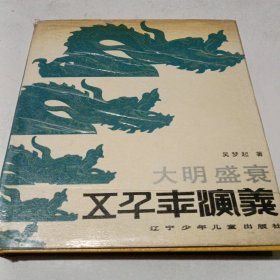 吴梦起 著
大明盛衰
五千年演義
辽宁少年儿童出版社